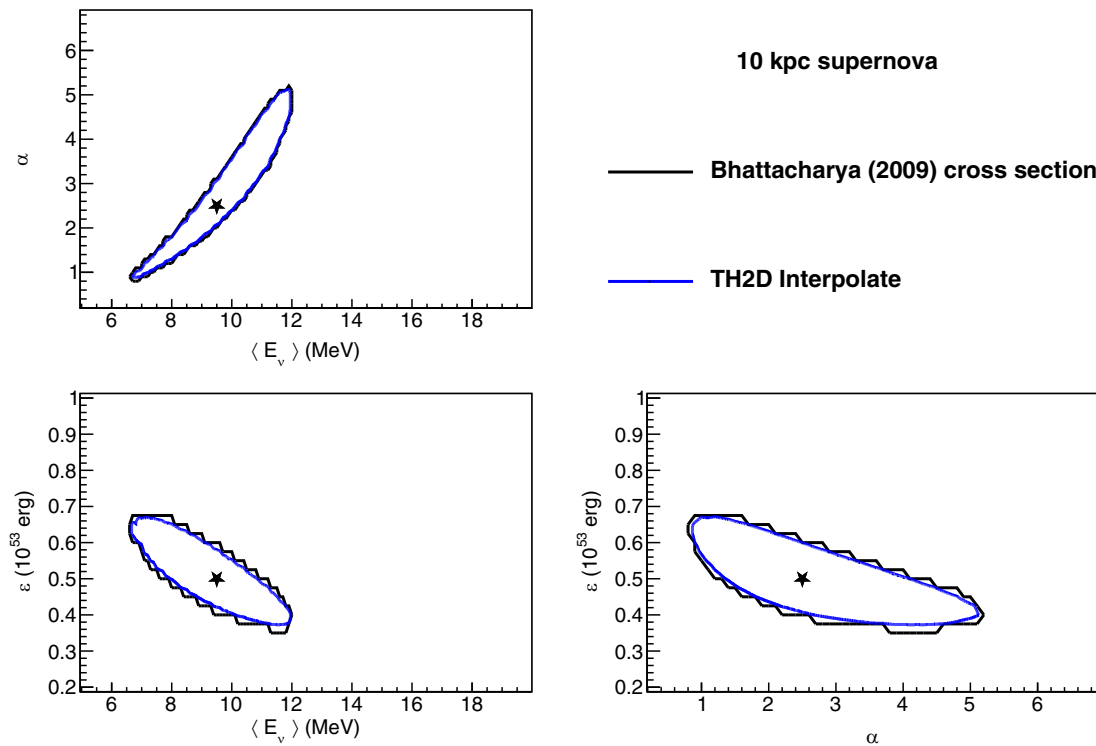 6
5
4
3
2
1
α
6 8 10 12 14 16 18
⟨ E_ν ⟩ (MeV)
10 kpc supernova
Bhattacharya (2009) cross section
TH2D Interpolate
1
0.9
0.8
0.7
0.6
0.5
0.4
0.3
0.2
ε (10^53 erg)
6 8 10 12 14 16 18
⟨ E_ν ⟩ (MeV)
1
0.9
0.8
0.7
0.6
0.5
0.4
0.3
0.2
ε (10^53 erg)
1 2 3 4 5 6
α